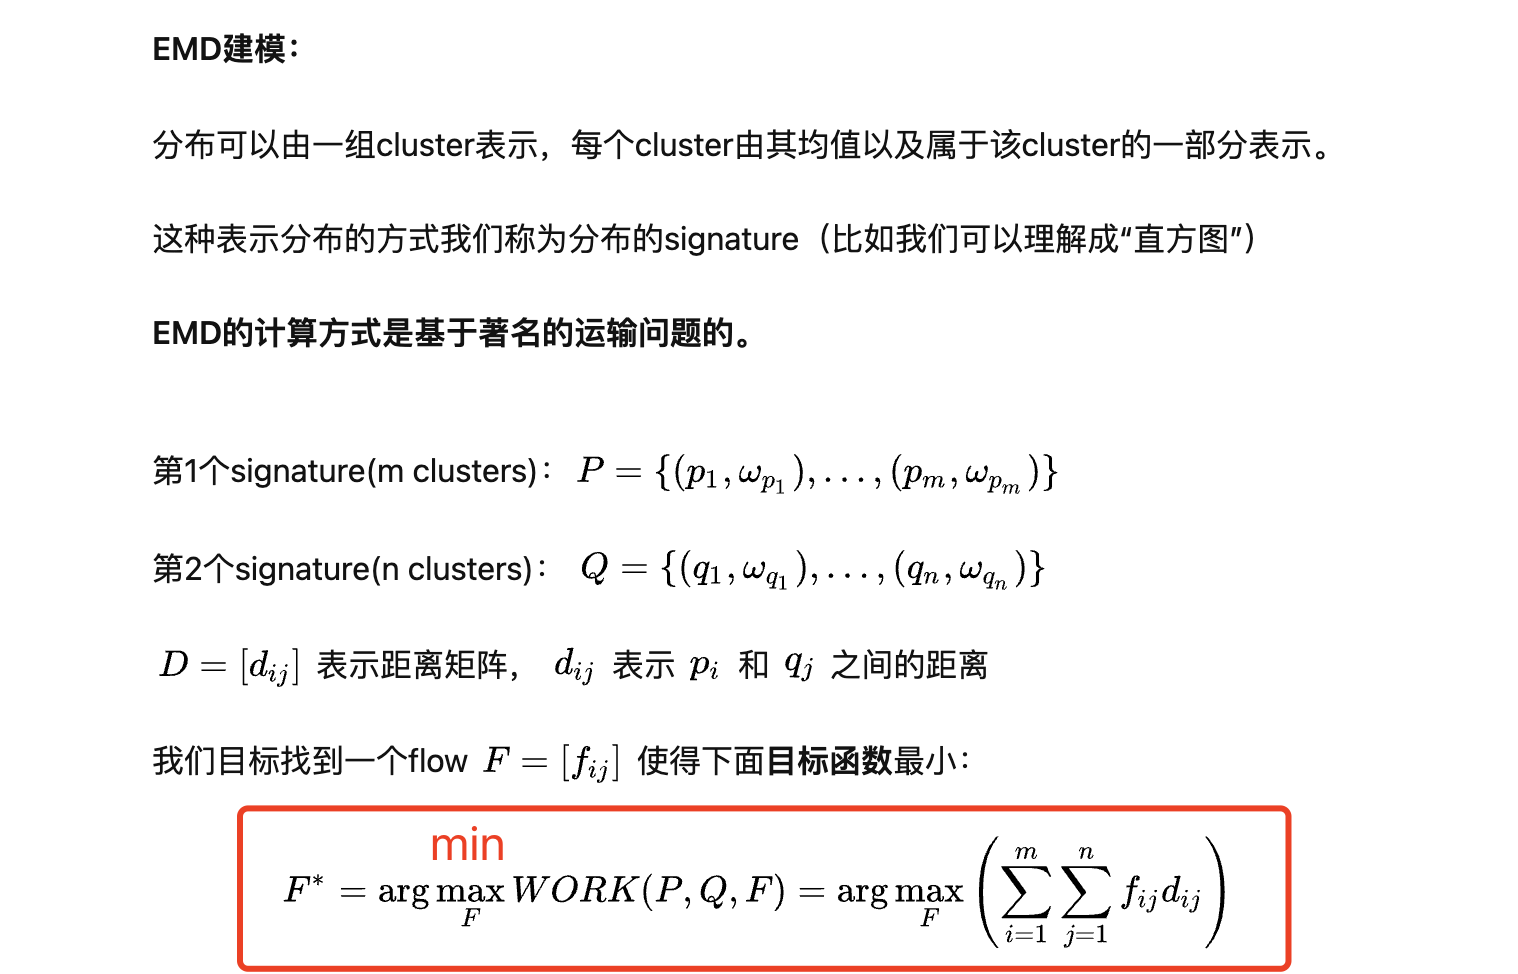 EMD建模：
分布可以由一组cluster表示，每个cluster由其均值以及属于该cluster的一部分表示。
这种表示分布的方式我们称为分布的signature（比如我们可以理解成“直方图”）
EMD的计算方式是基于著名的运输问题的。
第1个signature(m clusters)： $P = \{(p_1, \omega_{p_1}), \ldots, (p_m, \omega_{p_m})\}$
第2个signature(n clusters)： $Q = \{(q_1, \omega_{q_1}), \ldots, (q_n, \omega_{q_n})\}$
$D = [d_{ij}]$ 表示距离矩阵， $d_{ij}$ 表示 $p_i$ 和 $q_j$ 之间的距离
我们目标找到一个flow $F = [f_{ij}]$ 使得下面目标函数最小：
min
$F^* = \arg\max_F WORK(P, Q, F) = \arg\max_F \left( \sum_{i=1}^{m} \sum_{j=1}^{n} f_{ij} d_{ij} \right)$